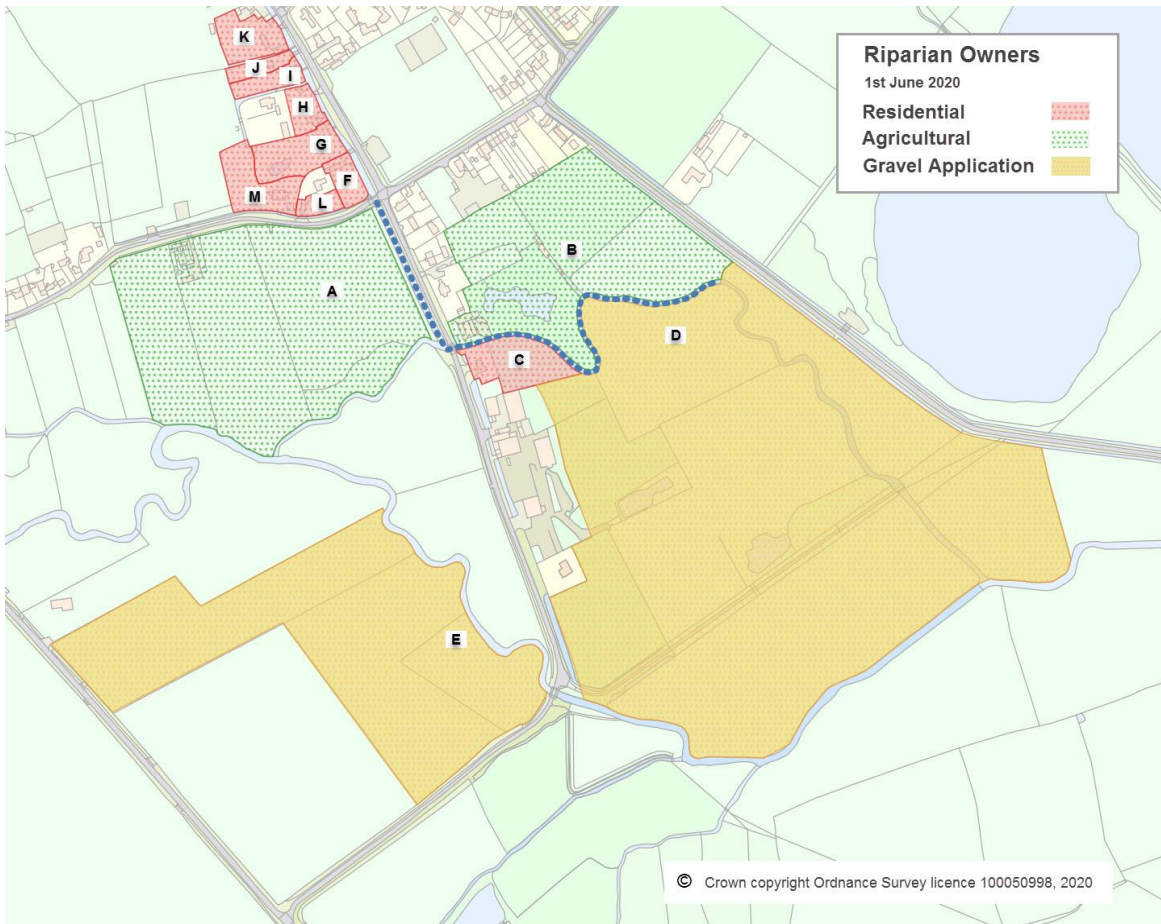 K
J
I
H
G
F
M
L
A
B
C
D
E
Riparian Owners
1st June 2020
Residential
Agricultural
Gravel Application
© Crown copyright Ordnance Survey licence 100050998, 2020